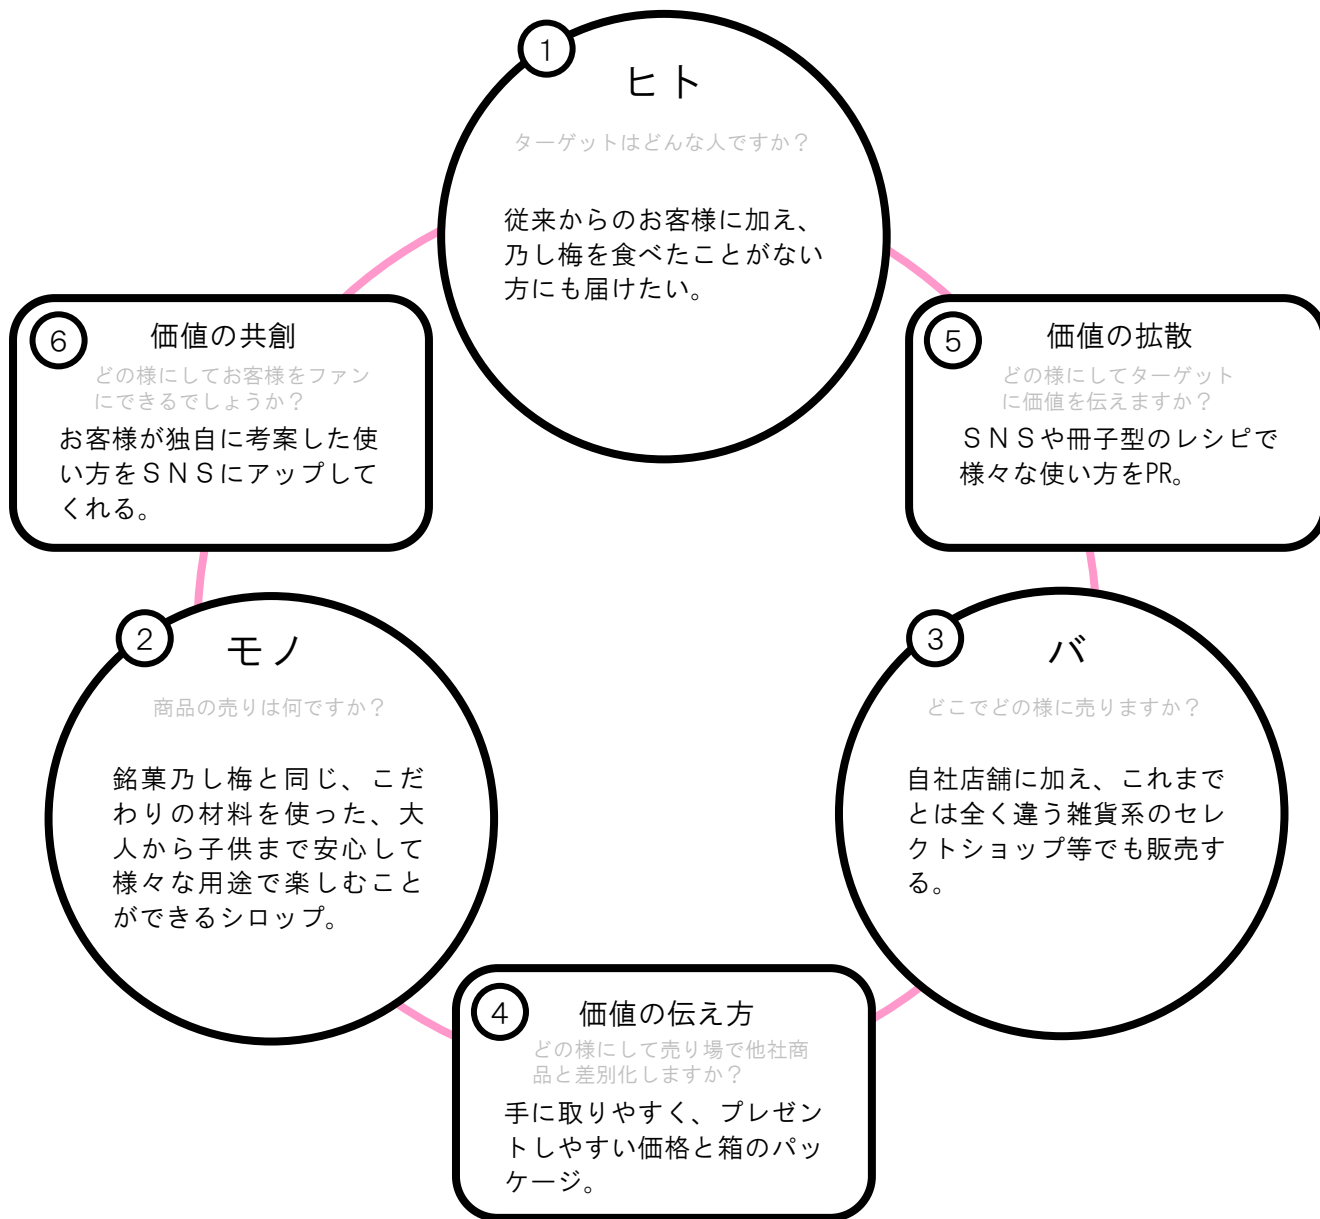 1
ヒト
ターゲットはどんな人ですか？
従来からのお客様に加え、
乃し梅を食べたことがない
方にも届けたい。
6
価値の共創
どの様にしてお客様をファン
にできるでしょうか？
お客様が独自に考案した使
い方をＳＮＳにアップして
くれる。
5
価値の拡散
どの様にしてターゲット
に価値を伝えますか？
ＳＮＳや冊子型のレシピで
様々な使い方をPR。
2
モノ
商品の売りは何ですか？
銘菓乃し梅と同じ、こだ
わりの材料を使った、大
人から子供まで安心して
様々な用途で楽しむこと
ができるシロップ。
3
バ
どこでどの様に売りますか？
自社店舗に加え、これまで
とは全く違う雑貨系のセレ
クトショップ等でも販売す
る。
4
価値の伝え方
どの様にして売り場で他社商
品と差別化しますか？
手に取りやすく、プレゼン
トしやすい価格と箱のパッ
ケージ。